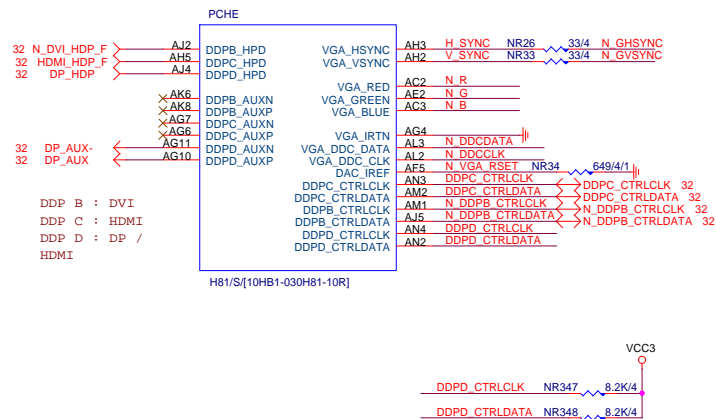 PCHE
32 N_DVI_HDP_F AJ2 DDPB_HPD VGA_HSYNC AH3 H_SYNC NR26 33/4 N_GHSYNC
32 HDMI_HDP_F AH5 DDPC_HPD VGA_VSYNC AH2 V_SYNC NR33 33/4 N_GVSYNC
32 DP_HDP AJ4 DDPD_HPD
VGA_RED AC2 N_R
AK6 DDPB_AUXN VGA_GREEN AE2 N_G
AK8 DDPB_AUXP VGA_BLUE AC3 N_B
AG7 DDPC_AUXN
AG6 DDPC_AUXP VGA_IRTN AG4
32 DP_AUX- AG11 DDPD_AUXN VGA_DDC_DATA AL3 N_DDCDATA
32 DP_AUX AG10 DDPD_AUXP VGA_DDC_CLK AL2 N_DDCCLK
DAC_IREF AF5 N_VGA_RSET NR34 649/4/1
DDPC_CTRLCLK AN3 DDPC_CTRLCLK DDPC_CTRLCLK 32
DDPC_CTRLDATA AM2 DDPC_CTRLDATA DDPC_CTRLDATA 32
DDP B : DVI DDPB_CTRLCLK AM1 N_DDPB_CTRLCLK N_DDPB_CTRLCLK 32
DDP C : HDMI DDPB_CTRLDATA AJ5 N_DDPB_CTRLDATA N_DDPB_CTRLDATA 32
DDP D : DP / DDPD_CTRLCLK AN4 DDPD_CTRLCLK
HDMI DDPD_CTRLDATA AN2 DDPD_CTRLDATA
H81/S/[10HB1-030H81-10R]
VCC3
DDPD_CTRLCLK NR347 8.2K/4
DDPD_CTRLDATA NR348 8.2K/4